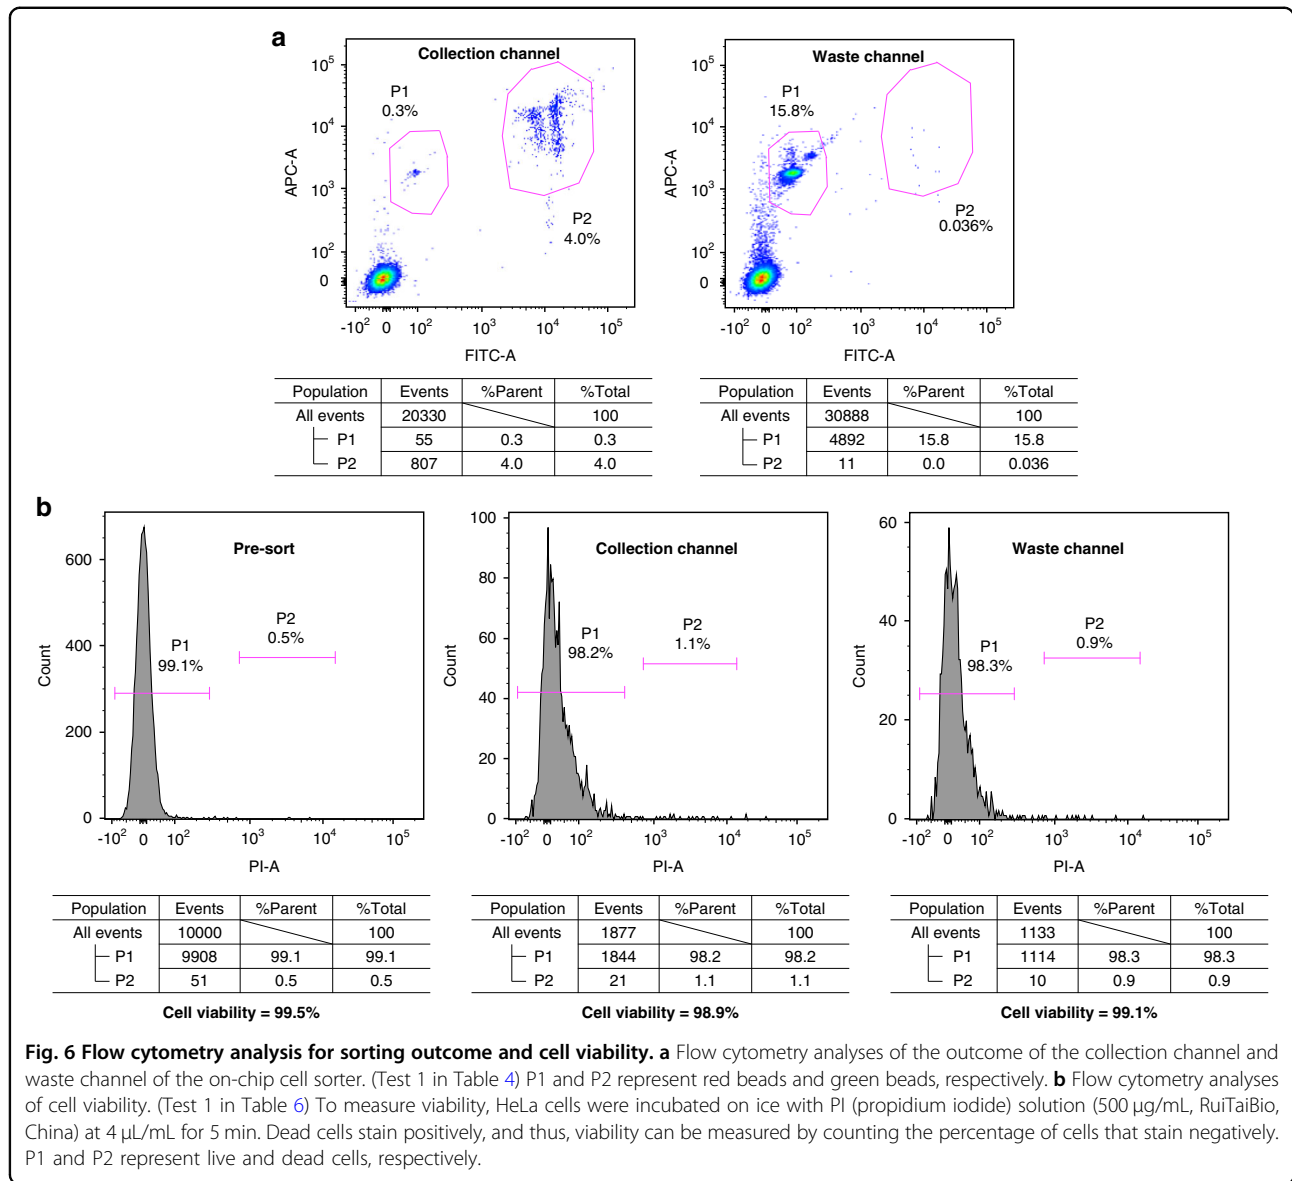 a
Collection channel
10^5
10^4
10^3
10^2
0
APC-A
P1
0.3%
P2
4.0%
-10^2 0 10^2 10^3 10^4 10^5
FITC-A
Waste channel
10^5
10^4
10^3
10^2
0
APC-A
P1
15.8%
P2
0.036%
-10^2 0 10^2 10^3 10^4 10^5
FITC-A
Population Events %Parent %Total
All events 20330 100
P1 55 0.3 0.3
P2 807 4.0 4.0
Population Events %Parent %Total
All events 30888 100
P1 4892 15.8 15.8
P2 11 0.0 0.036
b
Pre-sort
600
400
200
0
Count
P1
99.1%
P2
0.5%
-10^2 0 10^2 10^3 10^4 10^5
PI-A
Collection channel
100
80
60
40
20
0
Count
P1
98.2%
P2
1.1%
-10^2 0 10^2 10^3 10^4 10^5
PI-A
Waste channel
60
40
20
0
Count
P1
98.3%
P2
0.9%
-10^2 0 10^2 10^3 10^4 10^5
PI-A
Population Events %Parent %Total
All events 10000 100
P1 9908 99.1 99.1
P2 51 0.5 0.5
Cell viability = 99.5%
Population Events %Parent %Total
All events 1877 100
P1 1844 98.2 98.2
P2 21 1.1 1.1
Cell viability = 98.9%
Population Events %Parent %Total
All events 1133 100
P1 1114 98.3 98.3
P2 10 0.9 0.9
Cell viability = 99.1%
Fig. 6 Flow cytometry analysis for sorting outcome and cell viability. a Flow cytometry analyses of the outcome of the collection channel and
waste channel of the on-chip cell sorter. (Test 1 in Table 4) P1 and P2 represent red beads and green beads, respectively. b Flow cytometry analyses
of cell viability. (Test 1 in Table 6) To measure viability, HeLa cells were incubated on ice with PI (propidium iodide) solution (500 μg/mL, RuiTaiBio,
China) at 4 μL/mL for 5 min. Dead cells stain positively, and thus, viability can be measured by counting the percentage of cells that stain negatively.
P1 and P2 represent live and dead cells, respectively.